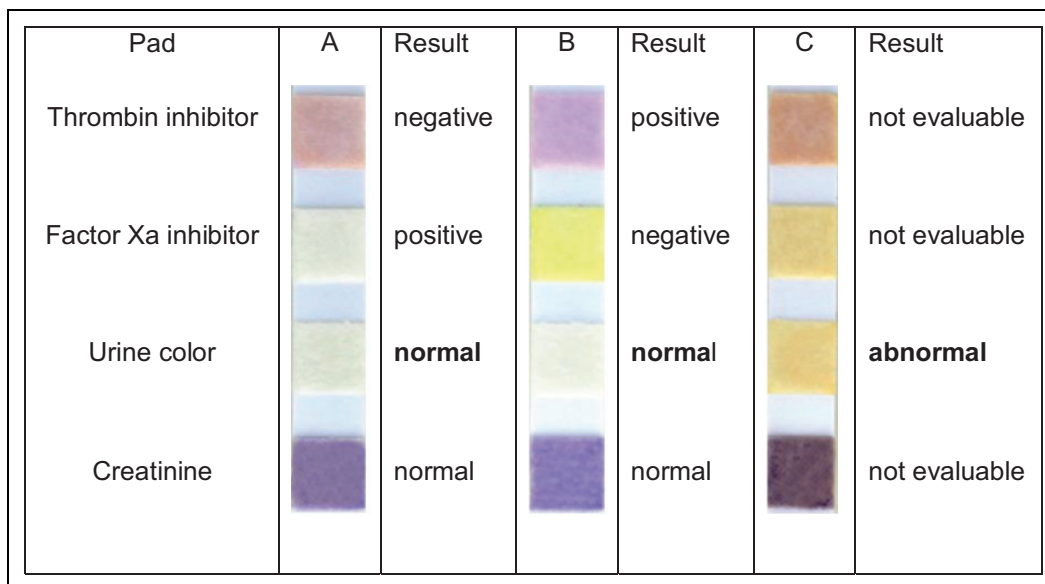 Pad A Result B Result C Result
Thrombin inhibitor negative positive not evaluable
Factor Xa inhibitor positive negative not evaluable
Urine color normal normal abnormal
Creatinine normal normal not evaluable